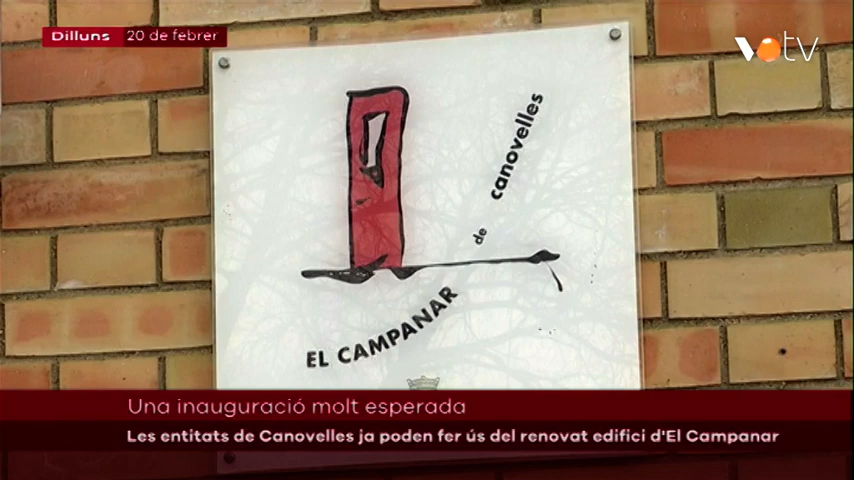 Dilluns 20 de febrer
votv
de canovelles
EL CAMPANAR
Una inauguració molt esperada
Les entitats de Canovelles ja poden fer ús del renovat edifici d'El Campanar